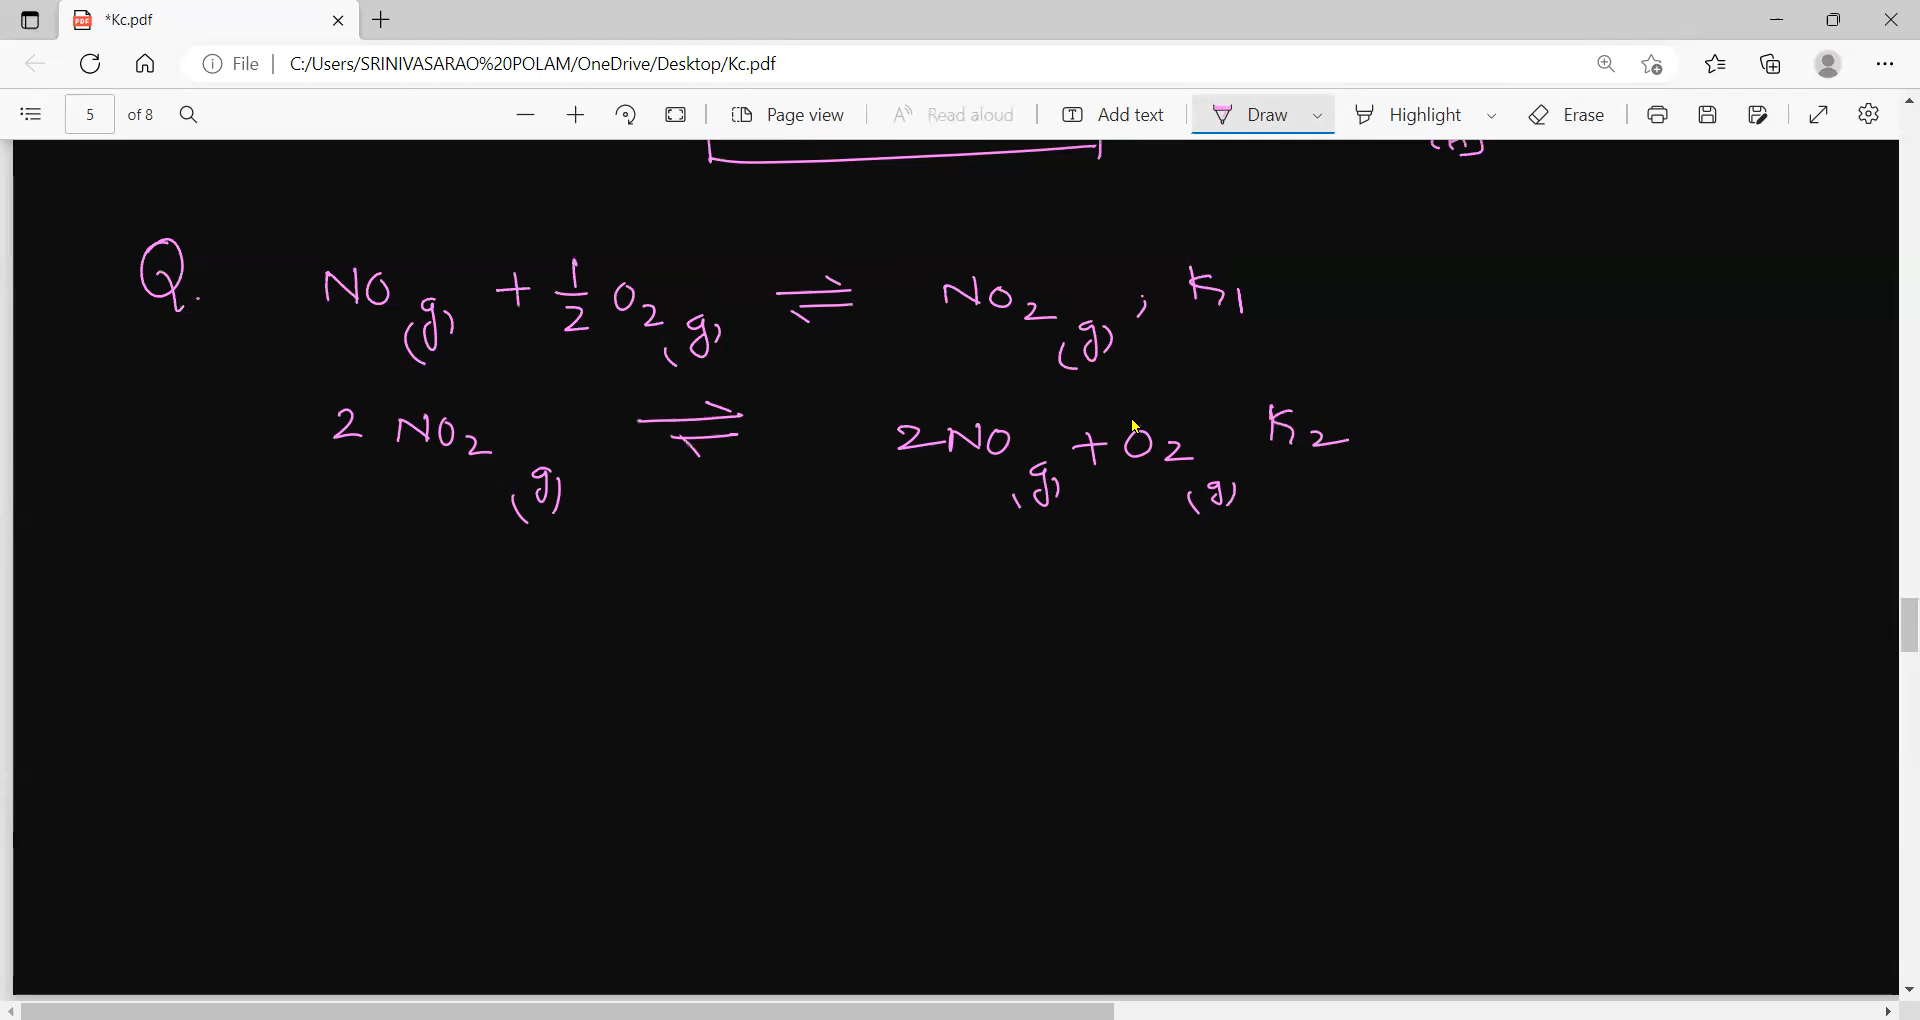 *Kc.pdf
File C:/Users/SRINIVASARAO%20POLAM/OneDrive/Desktop/Kc.pdf
5 of 8 Page view Read aloud Add text Draw Highlight Erase
Q. NO(g) + 1/2 O2(g) ⇌ NO2(g) ; K1
2 NO2(g) ⇌ 2NO(g) + O2(g) K2